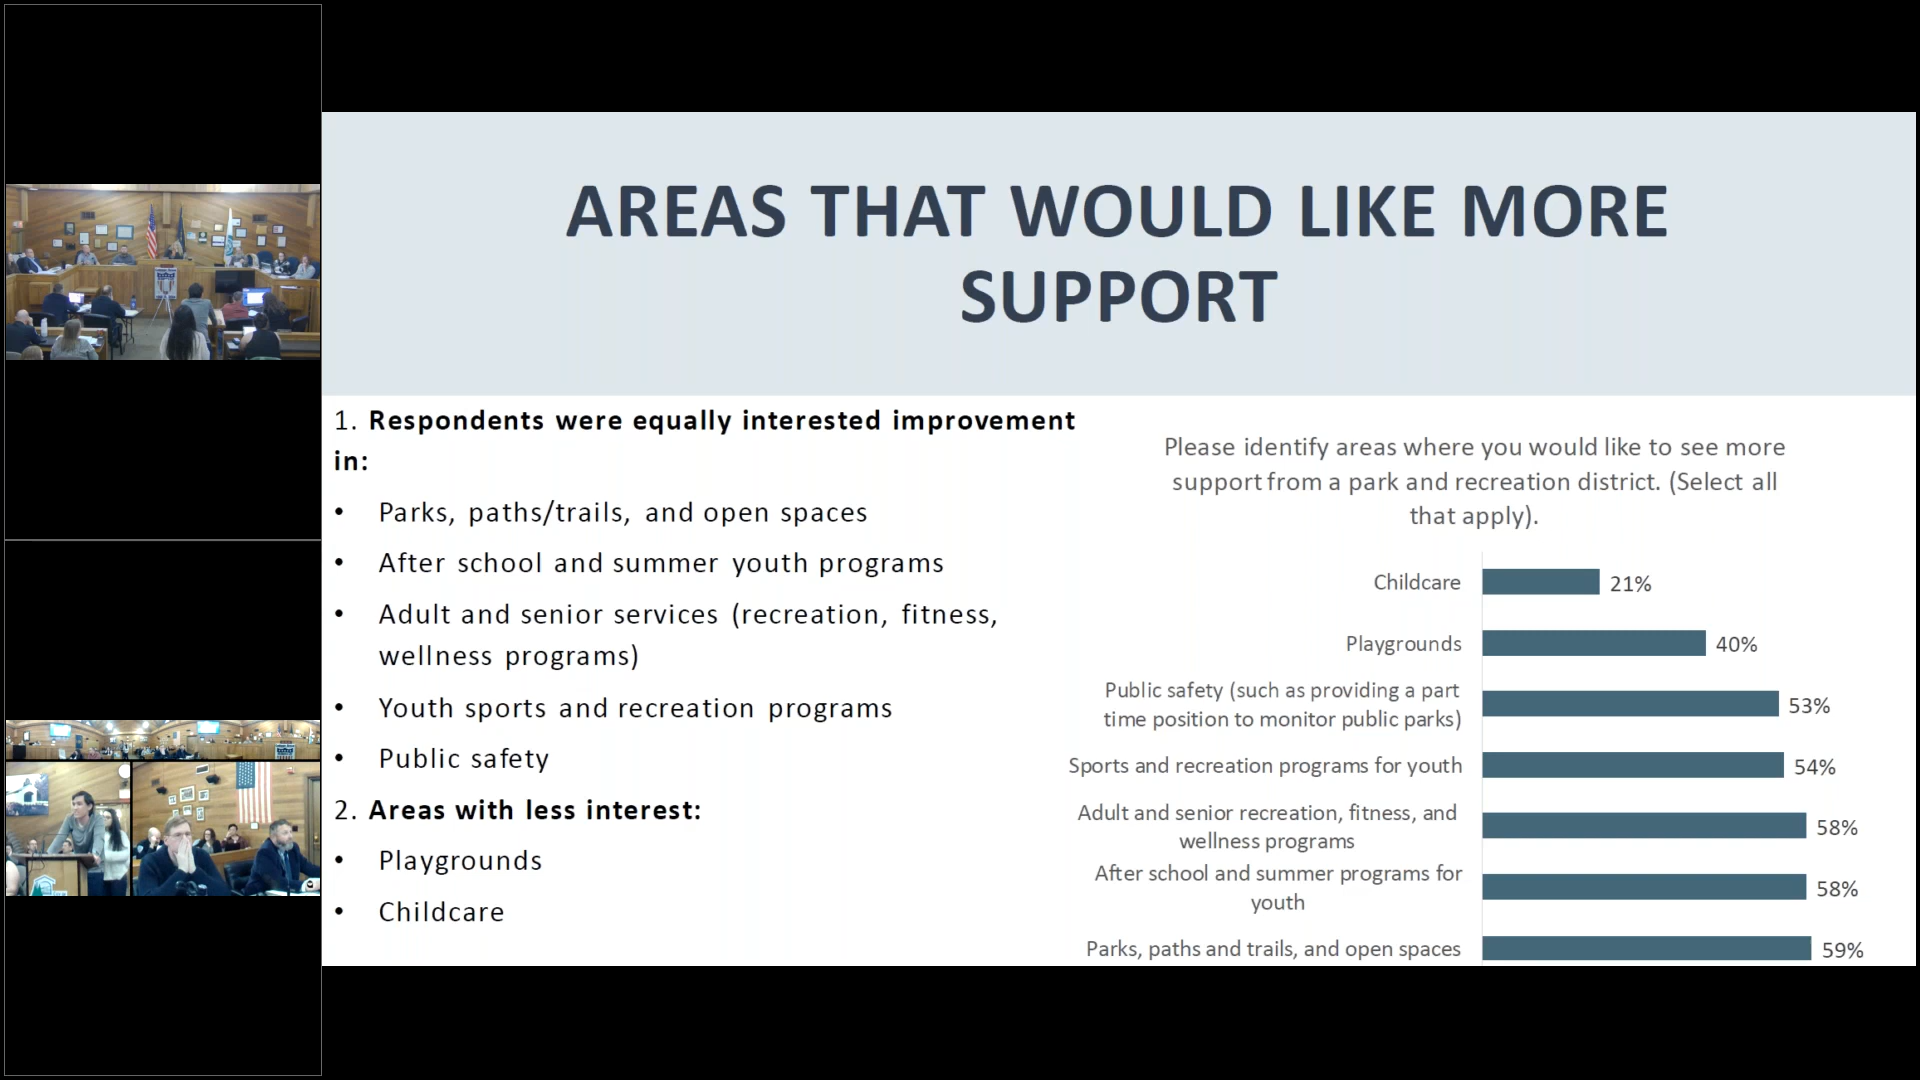 AREAS THAT WOULD LIKE MORE
SUPPORT
1. Respondents were equally interested improvement
in:
• Parks, paths/trails, and open spaces
• After school and summer youth programs
• Adult and senior services (recreation, fitness,
wellness programs)
• Youth sports and recreation programs
• Public safety
2. Areas with less interest:
• Playgrounds
• Childcare
Please identify areas where you would like to see more
support from a park and recreation district. (Select all
that apply).
Childcare 21%
Playgrounds 40%
Public safety (such as providing a part
time position to monitor public parks) 53%
Sports and recreation programs for youth 54%
Adult and senior recreation, fitness, and
wellness programs 58%
After school and summer programs for
youth 58%
Parks, paths and trails, and open spaces 59%